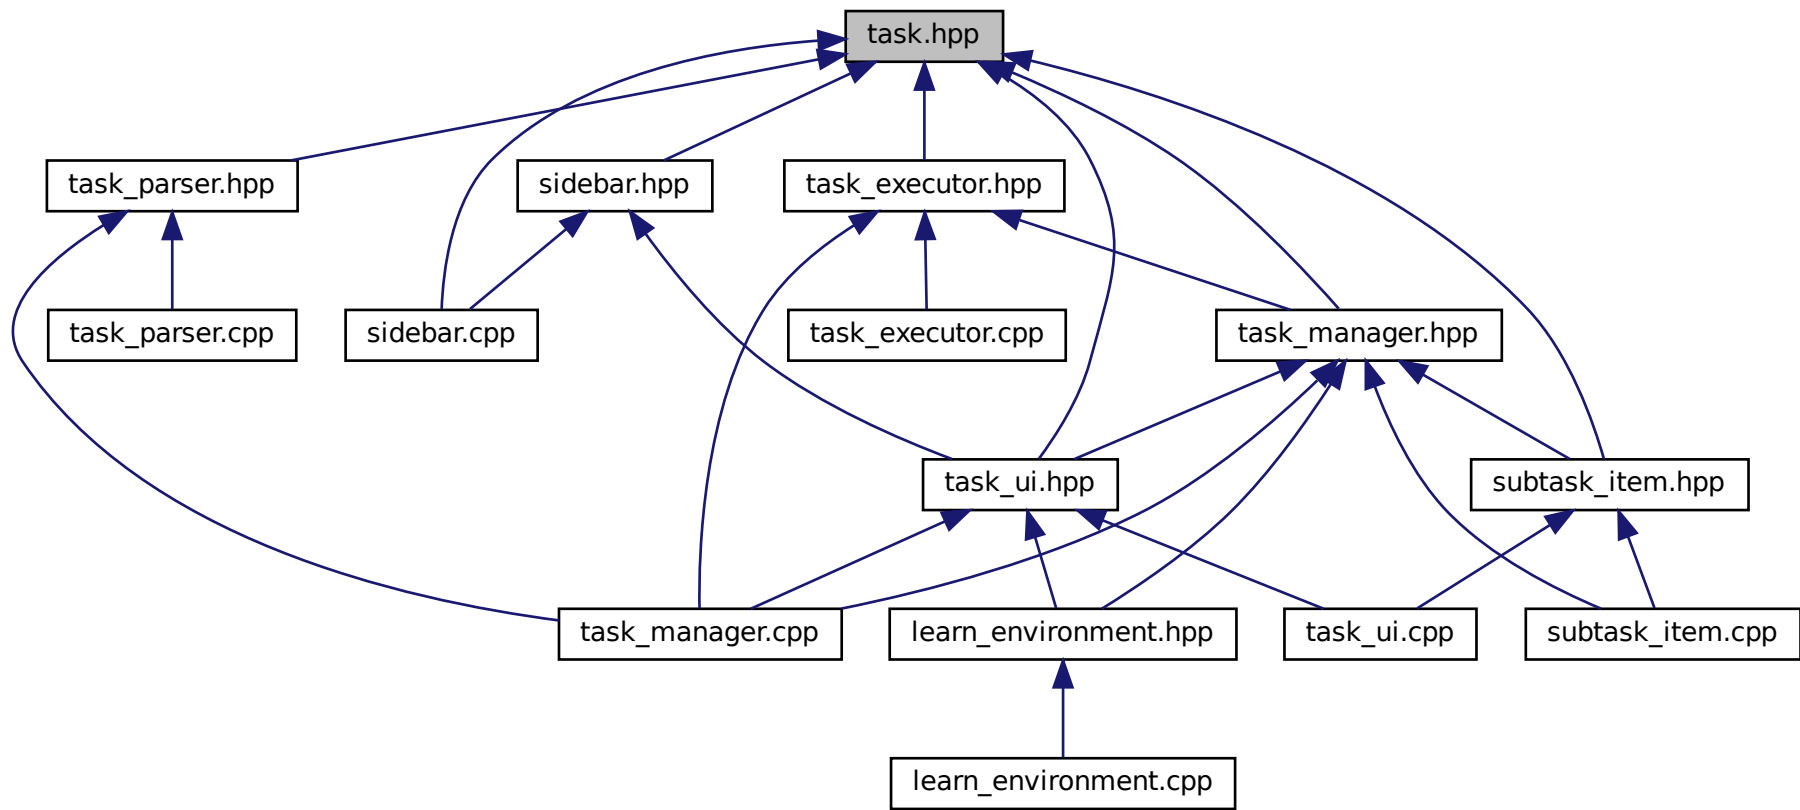 task.hpp
task_parser.hpp
sidebar.hpp
task_executor.hpp
task_parser.cpp
sidebar.cpp
task_executor.cpp
task_manager.hpp
task_ui.hpp
subtask_item.hpp
task_manager.cpp
learn_environment.hpp
task_ui.cpp
subtask_item.cpp
learn_environment.cpp